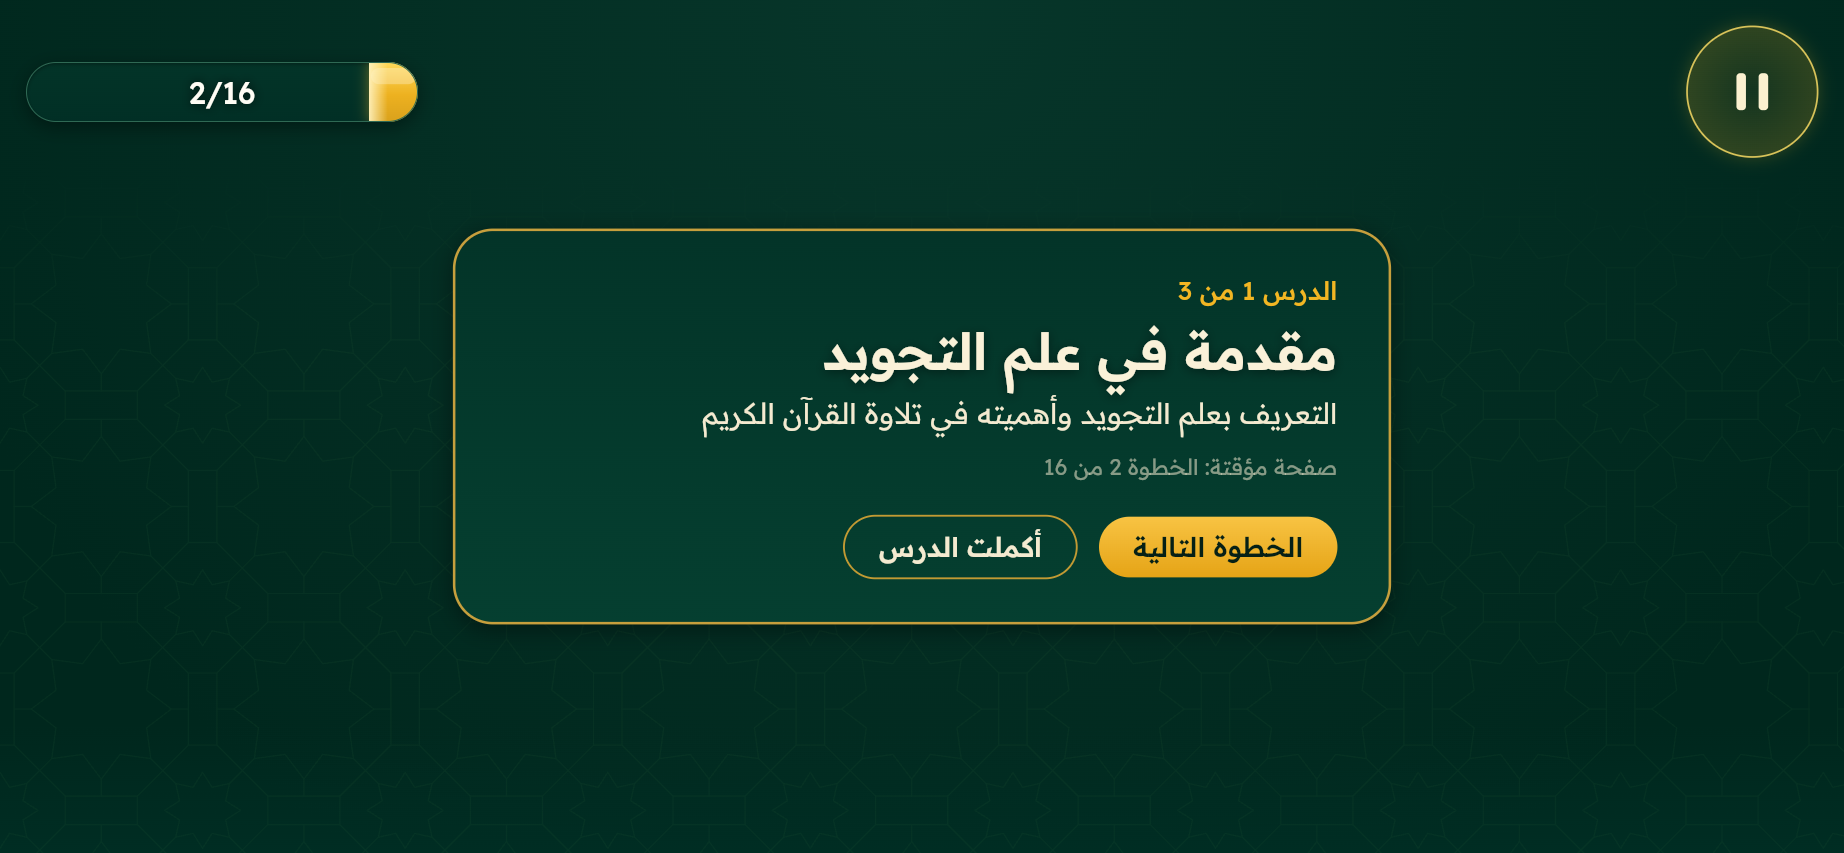 2/16
الدرس 1 من 3
مقدمة في علم التجويد
التعريف بعلم التجويد وأهميته في تلاوة القرآن الكريم
صفحة مؤقتة: الخطوة 2 من 16
الخطوة التالية
أكملت الدرس